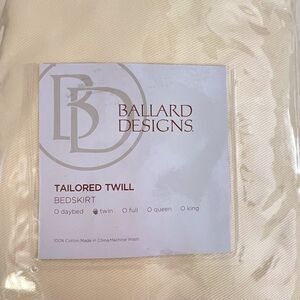 BD
BALLARD
DESIGNS
TAILORED TWILL
BEDSKIRT
O daybed twin O full O queen O king
100% Cotton Made in China Machine Wash